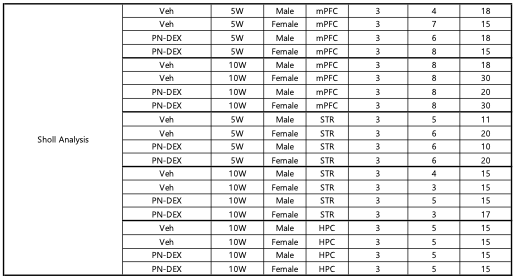 Veh 5W Male mPFC 3 4 18
Veh 5W Female mPFC 3 7 15
PN-DEX 5W Male mPFC 3 6 18
PN-DEX 5W Female mPFC 3 8 15
Veh 10W Male mPFC 3 8 18
Veh 10W Female mPFC 3 8 30
PN-DEX 10W Male mPFC 3 8 20
PN-DEX 10W Female mPFC 3 8 30
Veh 5W Male STR 3 5 11
Veh 5W Female STR 3 6 20
Sholl Analysis
PN-DEX 5W Male STR 3 6 10
PN-DEX 5W Female STR 3 6 20
Veh 10W Male STR 3 4 15
Veh 10W Female STR 3 3 15
PN-DEX 10W Male STR 3 5 15
PN-DEX 10W Female STR 3 3 17
Veh 10W Male HPC 3 5 15
Veh 10W Female HPC 3 5 15
PN-DEX 10W Male HPC 3 5 15
PN-DEX 10W Female HPC 3 5 15